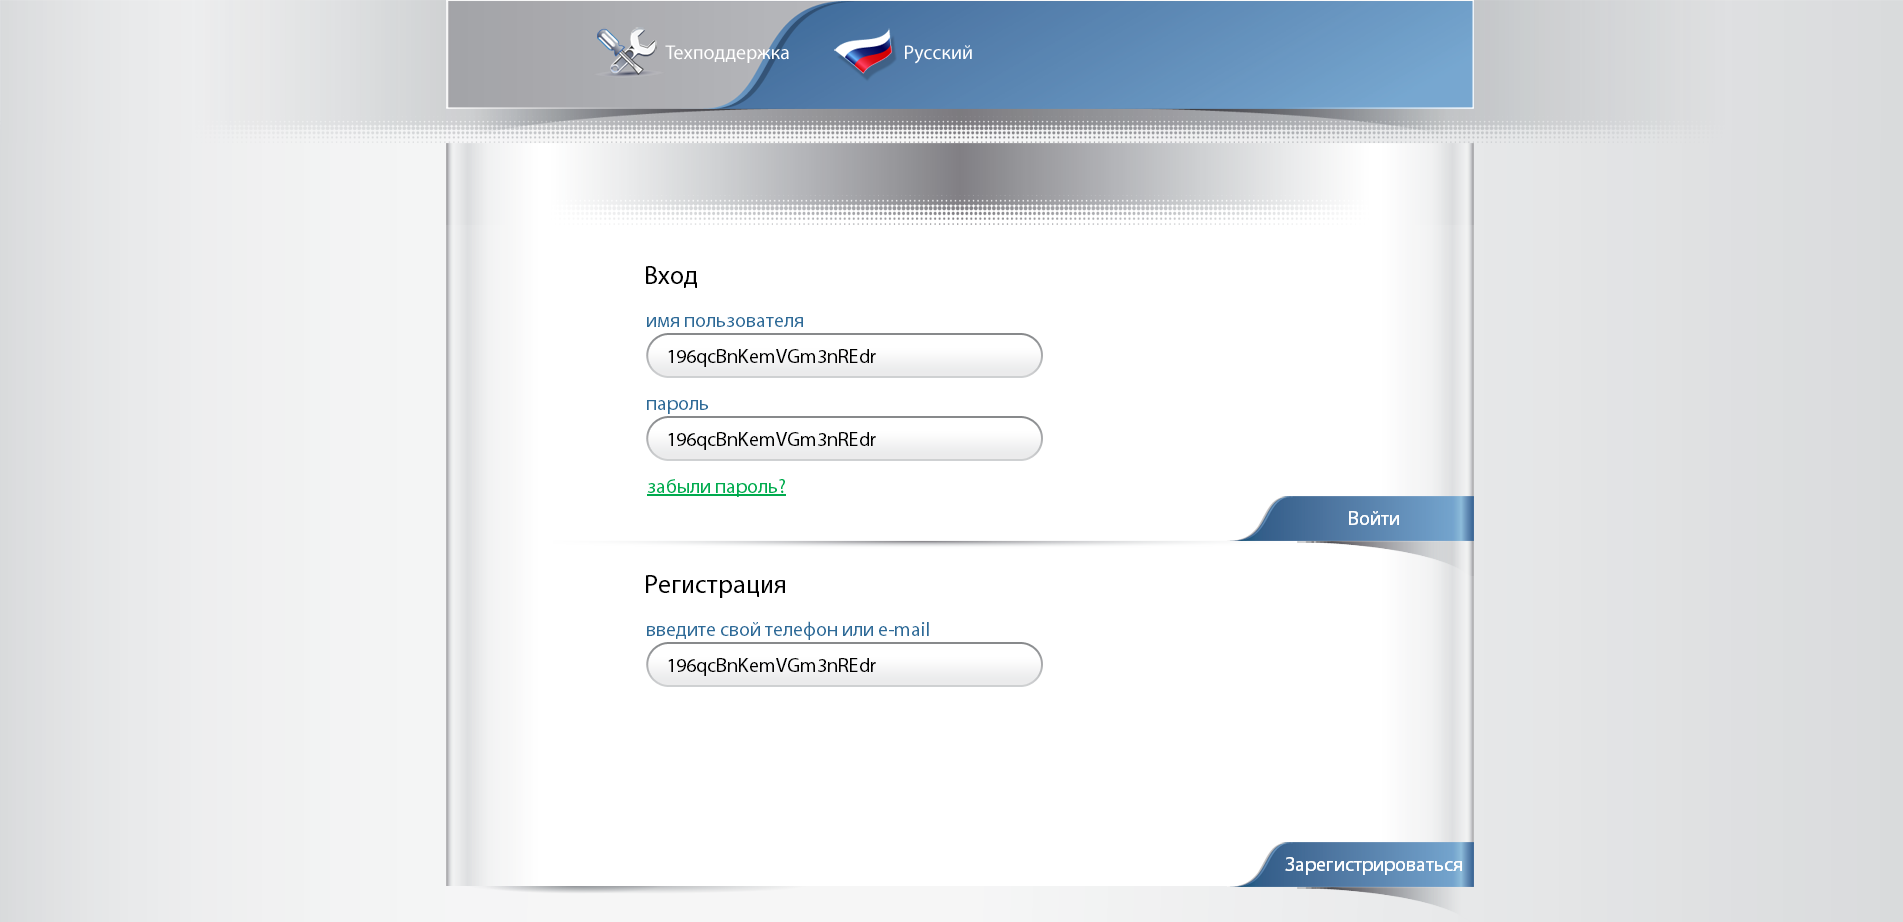 Техподдержка
Русский
Вход
имя пользователя
196qcBnKemVGm3nREdr
пароль
196qcBnKemVGm3nREdr
забыли пароль?
Войти
Регистрация
введите свой телефон или e-mail
196qcBnKemVGm3nREdr
Зарегистрироваться